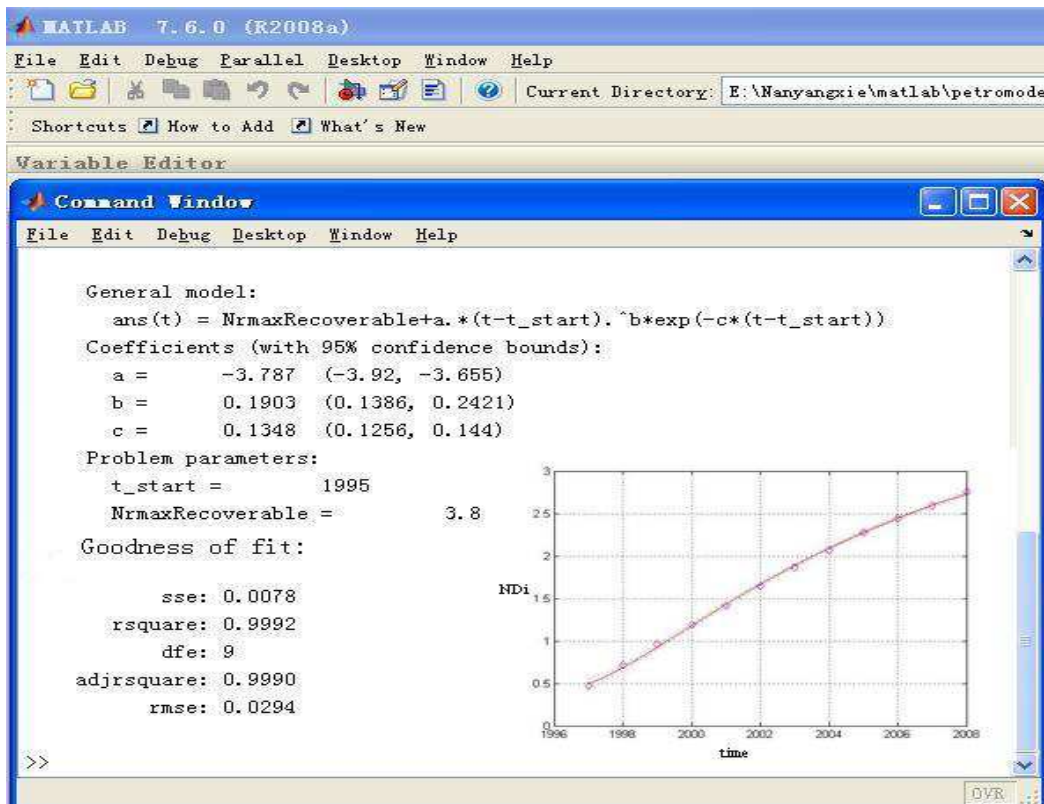 MATLAB 7.6.0 (R2008a)
File Edit Debug Parallel Desktop Window Help
Current Directory: E:\Nanyangxie\matlab\petromode
Shortcuts How to Add What's New
Variable Editor
Command Window
File Edit Debug Desktop Window Help
General model:
ans(t) = NrmaxRecoverable+a.*(t-t_start).^b*exp(-c*(t-t_start))
Coefficients (with 95% confidence bounds):
a = -3.787 (-3.92, -3.655)
b = 0.1903 (0.1386, 0.2421)
c = 0.1348 (0.1256, 0.144)
Problem parameters:
t_start = 1995
NrmaxRecoverable = 3.8
Goodness of fit:
sse: 0.0078
rsquare: 0.9992
dfe: 9
adjrsquare: 0.9990
rmse: 0.0294
>>
3
2.5
2
NDi
1.5
1
0.5
0
1996 1998 2000 2002 2004 2006 2008
time
OVR